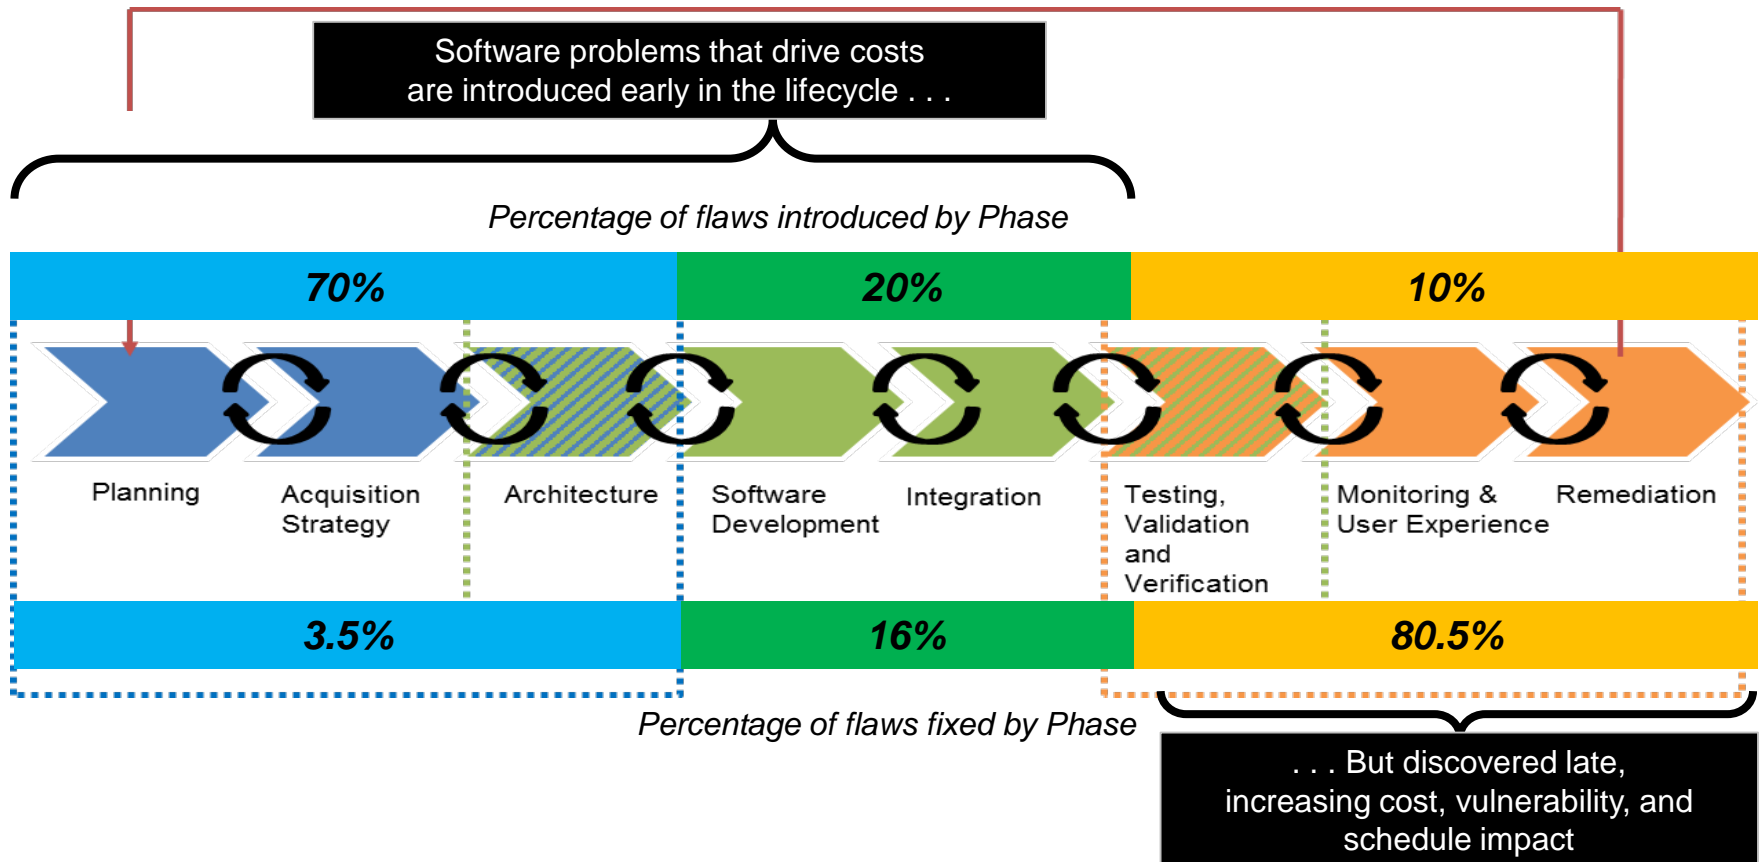 Software problems that drive costs
are introduced early in the lifecycle . . .
Percentage of flaws introduced by Phase
70%
20%
10%
Planning
Acquisition
Strategy
Architecture
Software
Development
Integration
Testing,
Validation
and
Verification
Monitoring &
User Experience
Remediation
3.5%
16%
80.5%
Percentage of flaws fixed by Phase
. . . But discovered late,
increasing cost, vulnerability, and
schedule impact